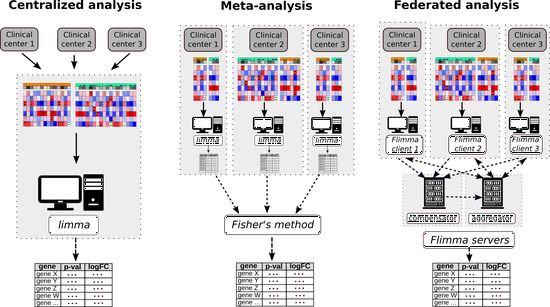 Centralized analysis
Clinical
center 1
Clinical
center 2
Clinical
center 3
limma
gene p-val logFC
gene X ... ...
gene Y ... ...
gene Z ... ...
gene W ... ...
gene ... ... ...
Meta-analysis
Clinical
center 1
Clinical
center 2
Clinical
center 3
limma
limma
limma
Fisher's method
gene p-val logFC
gene X ... ...
gene Y ... ...
gene Z ... ...
gene W ... ...
gene ... ... ...
Federated analysis
Clinical
center 1
Clinical
center 2
Clinical
center 3
Flimma
client 1
Flimma
client 2
Flimma
client 3
compensator
aggregator
Flimma servers
gene p-val logFC
gene X ... ...
gene Y ... ...
gene Z ... ...
gene W ... ...
gene ... ... ...